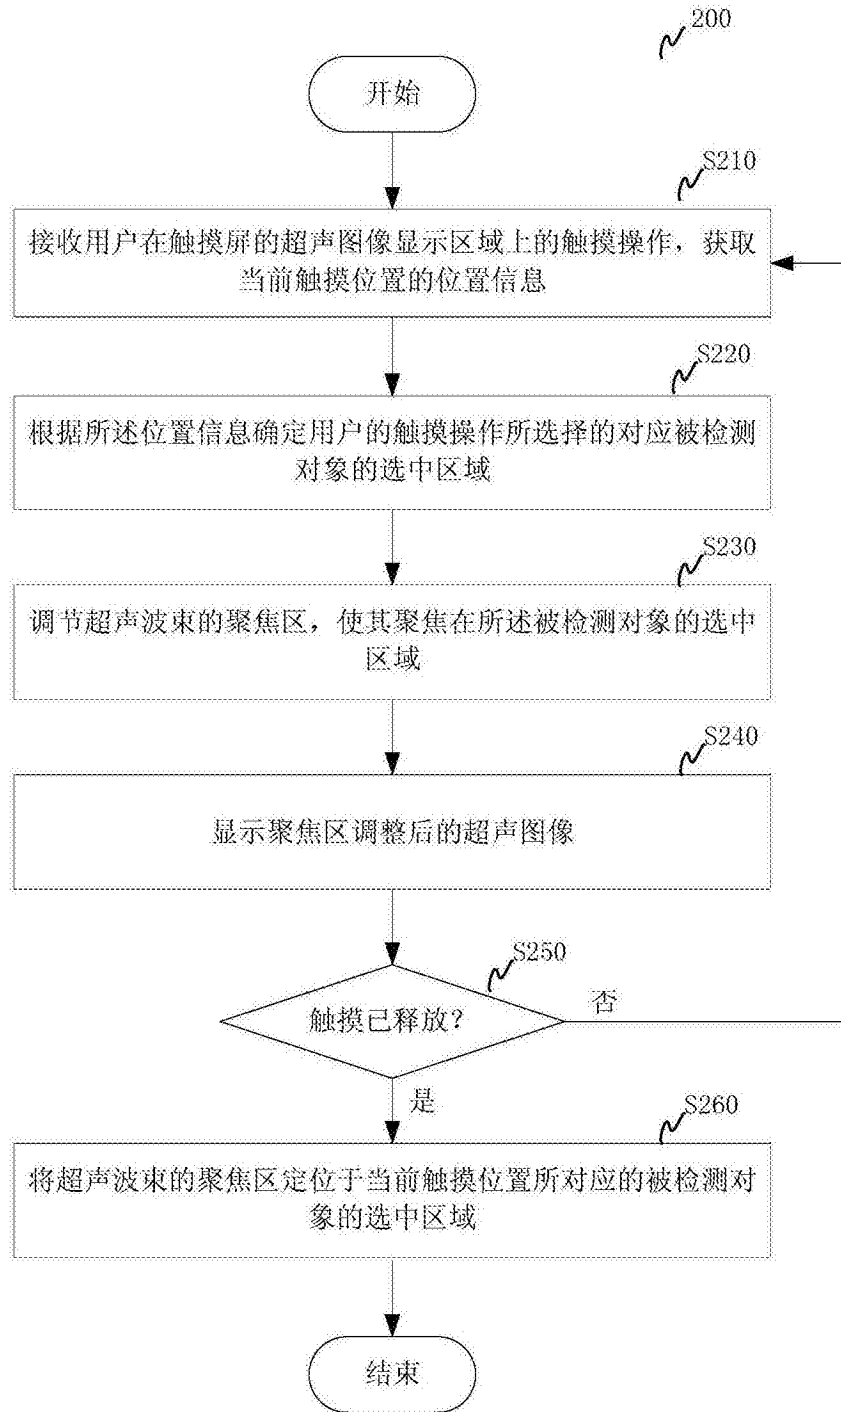 200
开始
S210
接收用户在触摸屏的超声图像显示区域上的触摸操作，获取
当前触摸位置的位置信息
S220
根据所述位置信息确定用户的触摸操作所选择的对应被检测
对象的选中区域
S230
调节超声波束的聚焦区，使其聚焦在所述被检测对象的选中
区域
S240
显示聚焦区调整后的超声图像
S250
触摸已释放？
否
是
S260
将超声波束的聚焦区定位于当前触摸位置所对应的被检测对
象的选中区域
结束